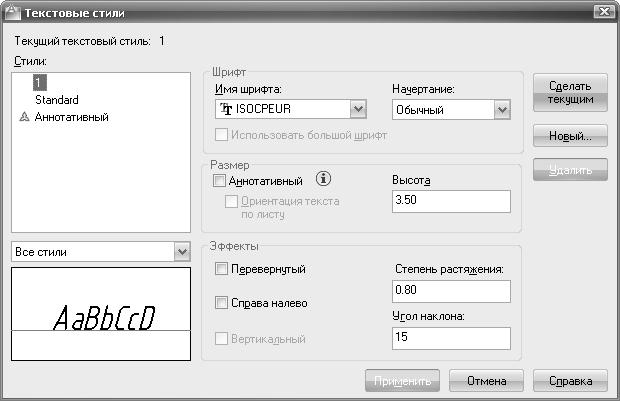 Текстовые стили
Текущий текстовый стиль: 1
Стили:
1
Standard
Аннотативный
Все стили
AaBbCcD
Шрифт
Имя шрифта:
Начертание:
ISOCPEUR
Обычный
Использовать большой шрифт
Размер
Аннотативный
Ориентация текста
по листу
Высота
3.50
Эффекты
Перевернутый
Справа налево
Вертикальный
Степень растяжения:
0.80
Угол наклона:
15
Сделать
текущим
Новый...
Удалить
Применить
Отмена
Справка